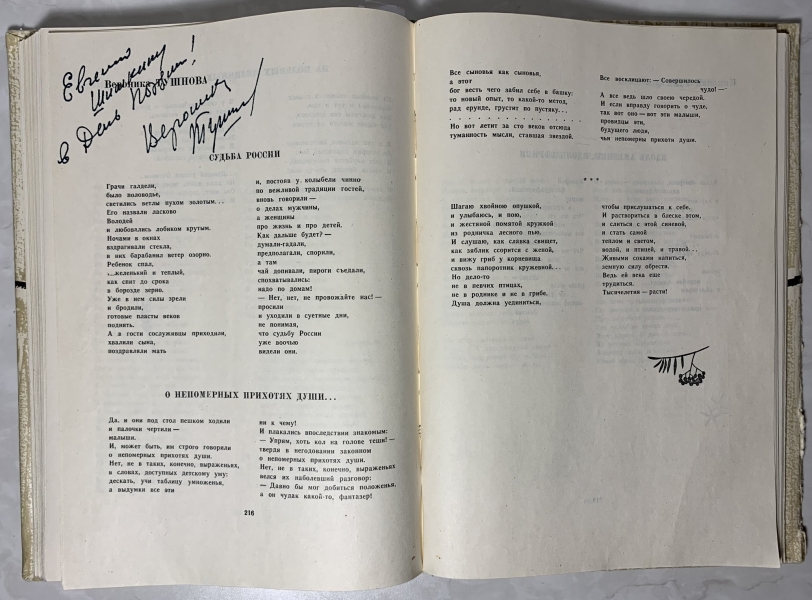 Евгению
в День поэзии!
Вероника
Тушнова
Вероника ТУШНОВА
СУДЬБА РОССИИ
Грачи галдели,
было половодье,
светились ветлы пухом золотым...
Его назвали ласково
Володей
и любовались лобиком крутым.
Ночами в окнах
вздрагивали стекла,
в них барабанил ветер озорно.
Ребенок спал,
...желенький и теплый,
как спит до срока
в борозде зерно.
Уже в нем силы зрели
и бродили,
готовые пласты веков
поднять.
А в гости сослуживцы приходили,
хвалили сына,
поздравляли мать
и, постояв у колыбели чинно
по вежливой традиции гостей,
вновь говорили —
о делах мужчины,
а женщины
про жизнь и про детей.
Как дальше будет? —
думали-гадали,
предполагали, спорили,
а там
чай допивали, пироги съедали,
спохватывались:
надо по домам!
— Нет, нет, не провожайте нас! —
просили
и уходили в суетные дни,
не понимая,
что судьбу России
уже воочью
видели они.
О НЕПОМЕРНЫХ ПРИХОТЯХ ДУШИ...
Да, и они под стол пешком ходили
и палочки чертили —
малыши.
И, может быть, им строго говорили
о непомерных прихотях души.
Нет, не в таких, конечно, выраженьях,
в словах, доступных детскому уму:
дескать, учи таблицу умноженья,
а выдумки все эти
ни к чему!
И плакались впоследствии знакомым:
— Упрям, хоть кол на голове теши! —
твердя в негодовании законном
о непомерных прихотях души.
Нет, не в таких, конечно, выраженьях
велся их наболевший разговор:
— Давно бы мог добиться положенья,
а он чудак какой-то, фантазер!
216
Все сыновья как сыновья,
а этот
бог весть чего забил себе в башку:
то новый опыт, то какой-то метод,
рад ерунде, грустит по пустяку...
. . . . . . . . . . . . . . . . . .
Но вот летит за сто веков отсюда
туманность мысли, ставшая звездой.
Все восклицают: — Совершилось
чудо! —
А все ведь шло своею чередой.
И если вправду говорить о чуде,
так вот оно — вот эти малыши,
провидцы эти,
будущего люди,
чьи непомерны прихоти души.
* * *
Шагаю хвойною опушкой,
и улыбаюсь, и пою,
и жестяной помятой кружкой
из родничка лесного пью.
И слушаю, как славка свищет,
как зяблик ссорится с женой,
и вижу гриб у корневища
сквозь папоротник кружевной...
Но дело-то
не в певчих птицах,
не в роднике и не в грибе.
Душа должна уединиться,
чтобы прислушаться к себе.
И раствориться в блеске этом,
и слиться с этой синевой,
и стать самой
теплом и светом,
водой, и птицей, и травой...
Живыми соками напиться,
земную силу обрести.
Ведь ей века еще
трудиться.
Тысячелетия — расти!